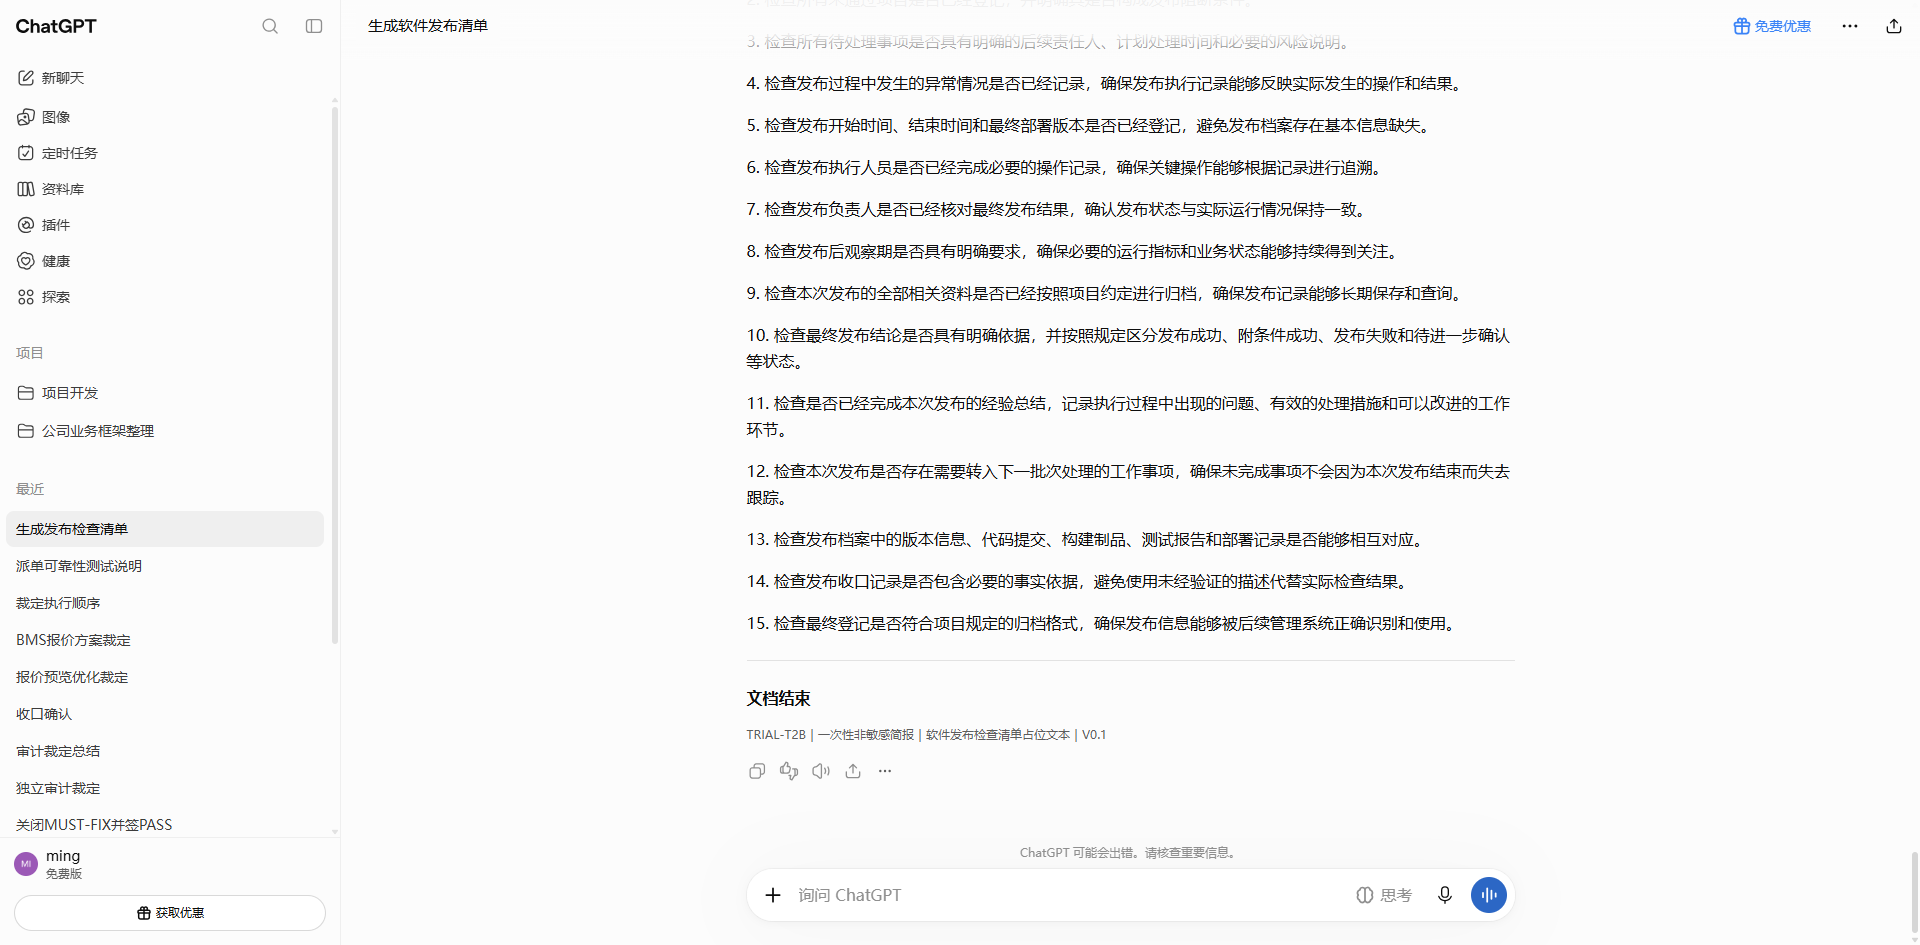 ChatGPT
新聊天
图像
定时任务
资料库
插件
健康
探索
项目
项目开发
公司业务框架整理
最近
生成发布检查清单
派单可靠性测试说明
裁定执行顺序
BMS报价方案裁定
报价预览优化裁定
收口确认
审计裁定总结
独立审计裁定
关闭MUST-FIX并签PASS
MI
ming
免费版
获取优惠
生成软件发布清单
免费优惠
3. 检查所有待处理事项是否具有明确的后续责任人、计划处理时间和必要的风险说明。
4. 检查发布过程中发生的异常情况是否已经记录，确保发布执行记录能够反映实际发生的操作和结果。
5. 检查发布开始时间、结束时间和最终部署版本是否已经登记，避免发布档案存在基本信息缺失。
6. 检查发布执行人员是否已经完成必要的操作记录，确保关键操作能够根据记录进行追溯。
7. 检查发布负责人是否已经核对最终发布结果，确认发布状态与实际运行情况保持一致。
8. 检查发布后观察期是否具有明确要求，确保必要的运行指标和业务状态能够持续得到关注。
9. 检查本次发布的全部相关资料是否已经按照项目约定进行归档，确保发布记录能够长期保存和查询。
10. 检查最终发布结论是否具有明确依据，并按照规定区分发布成功、附条件成功、发布失败和待进一步确认
等状态。
11. 检查是否已经完成本次发布的经验总结，记录执行过程中出现的问题、有效的处理措施和可以改进的工作
环节。
12. 检查本次发布是否存在需要转入下一批次处理的工作事项，确保未完成事项不会因为本次发布结束而失去
跟踪。
13. 检查发布档案中的版本信息、代码提交、构建制品、测试报告和部署记录是否能够相互对应。
14. 检查发布收口记录是否包含必要的事实依据，避免使用未经验证的描述代替实际检查结果。
15. 检查最终登记是否符合项目规定的归档格式，确保发布信息能够被后续管理系统正确识别和使用。
文档结束
TRIAL-T2B | 一次性非敏感简报 | 软件发布检查清单占位文本 | V0.1
ChatGPT 可能会出错。请核查重要信息。
询问 ChatGPT
思考